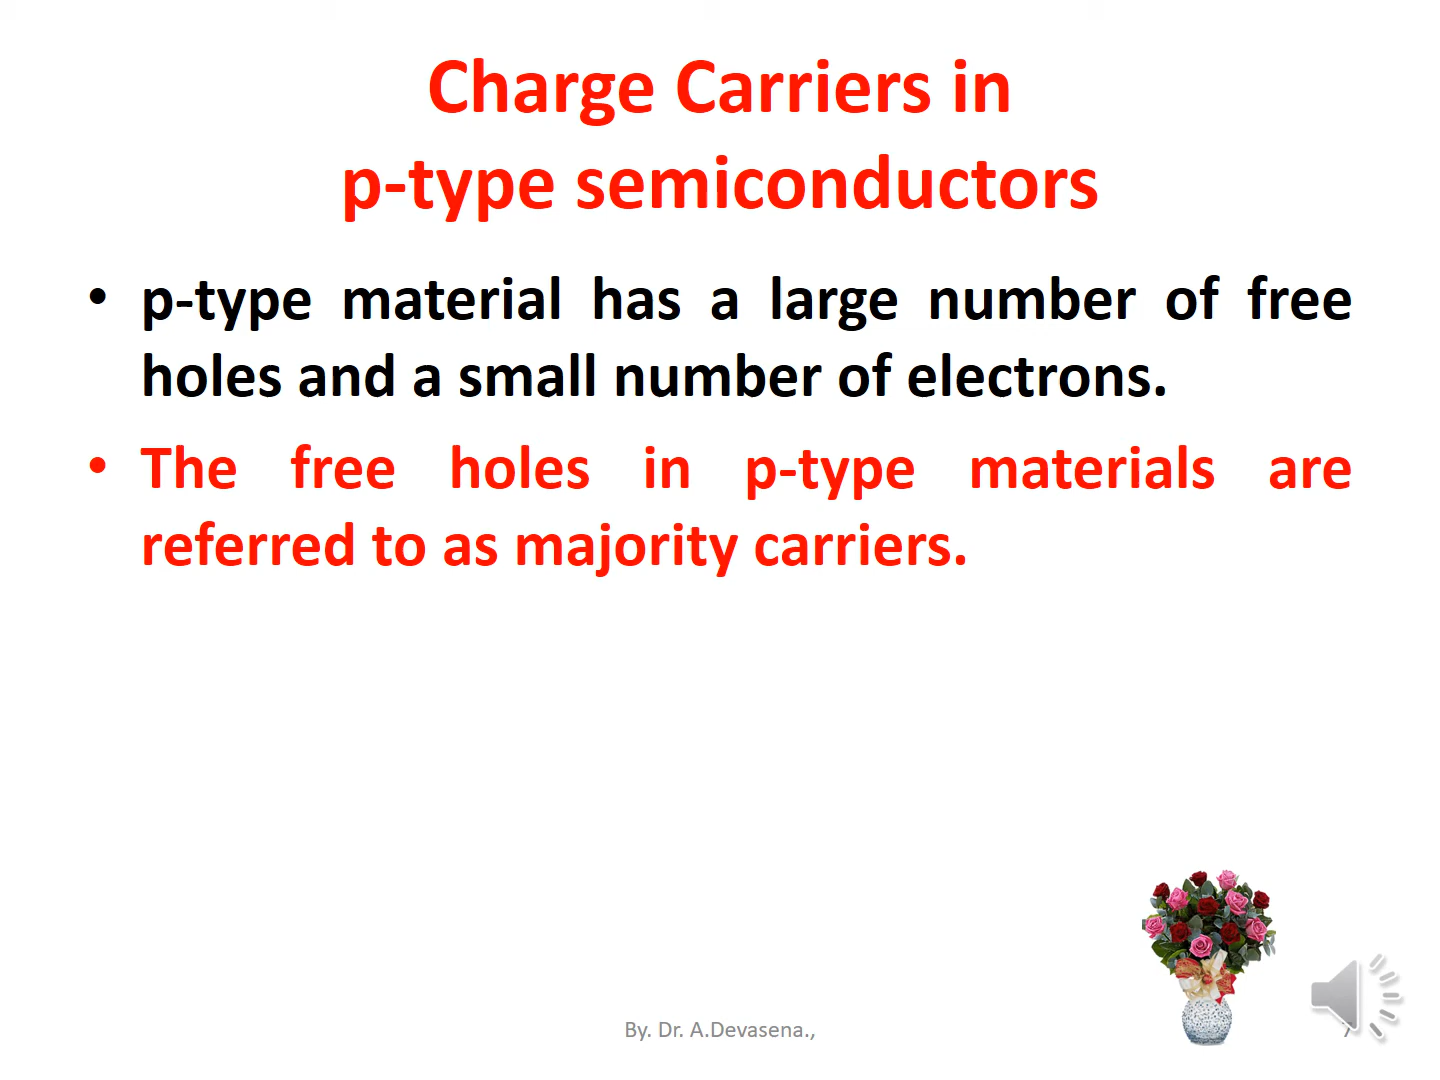 Charge Carriers in
p-type semiconductors
• p-type material has a large number of free
holes and a small number of electrons.
• The free holes in p-type materials are
referred to as majority carriers.
By. Dr. A.Devasena.,